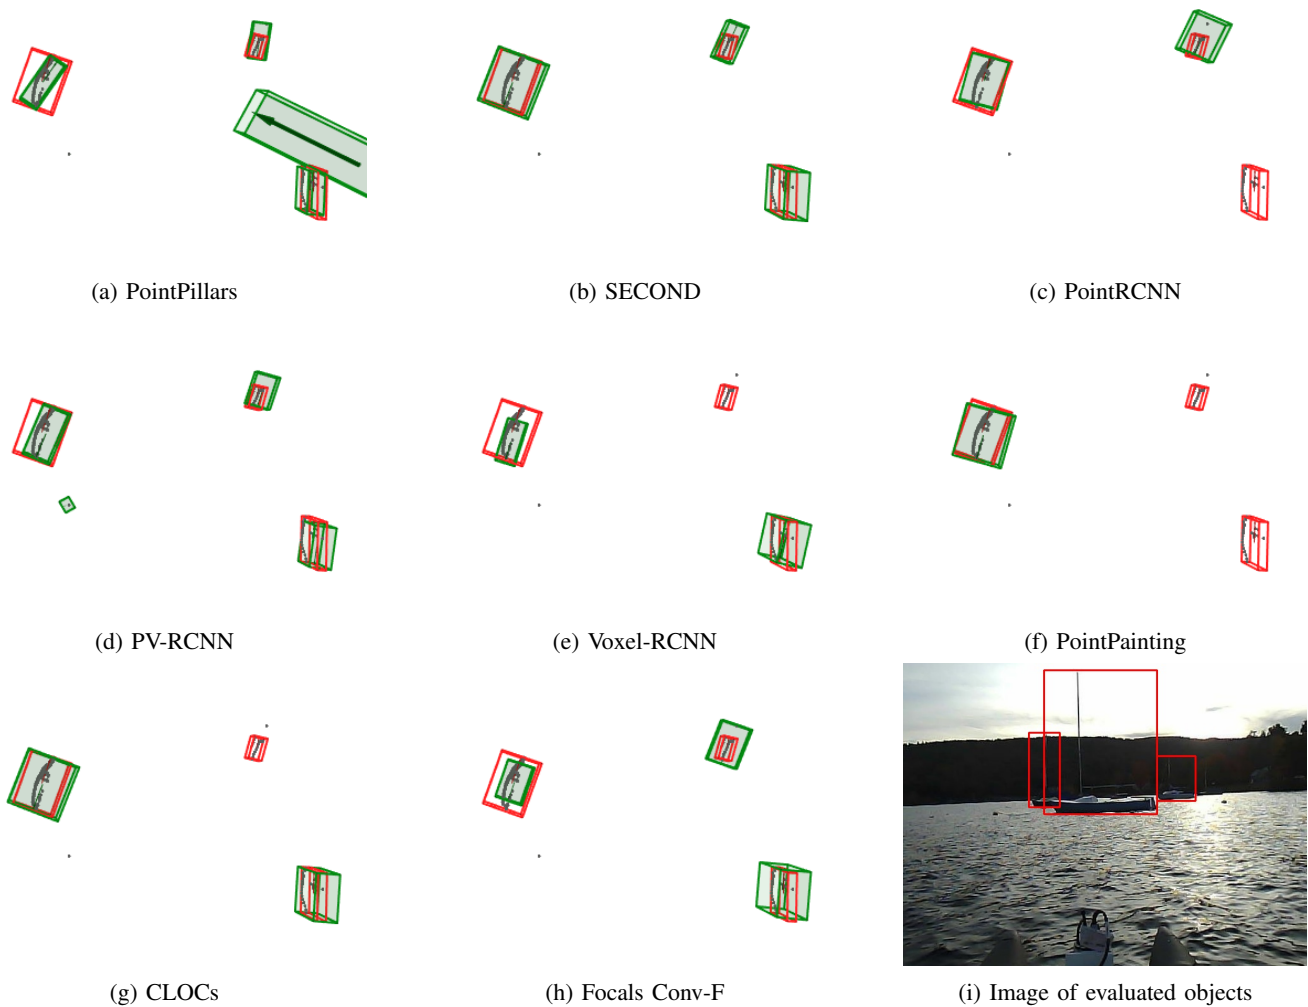 (a) PointPillars
(b) SECOND
(c) PointRCNN
(d) PV-RCNN
(e) Voxel-RCNN
(f) PointPainting
(g) CLOCs
(h) Focals Conv-F
(i) Image of evaluated objects